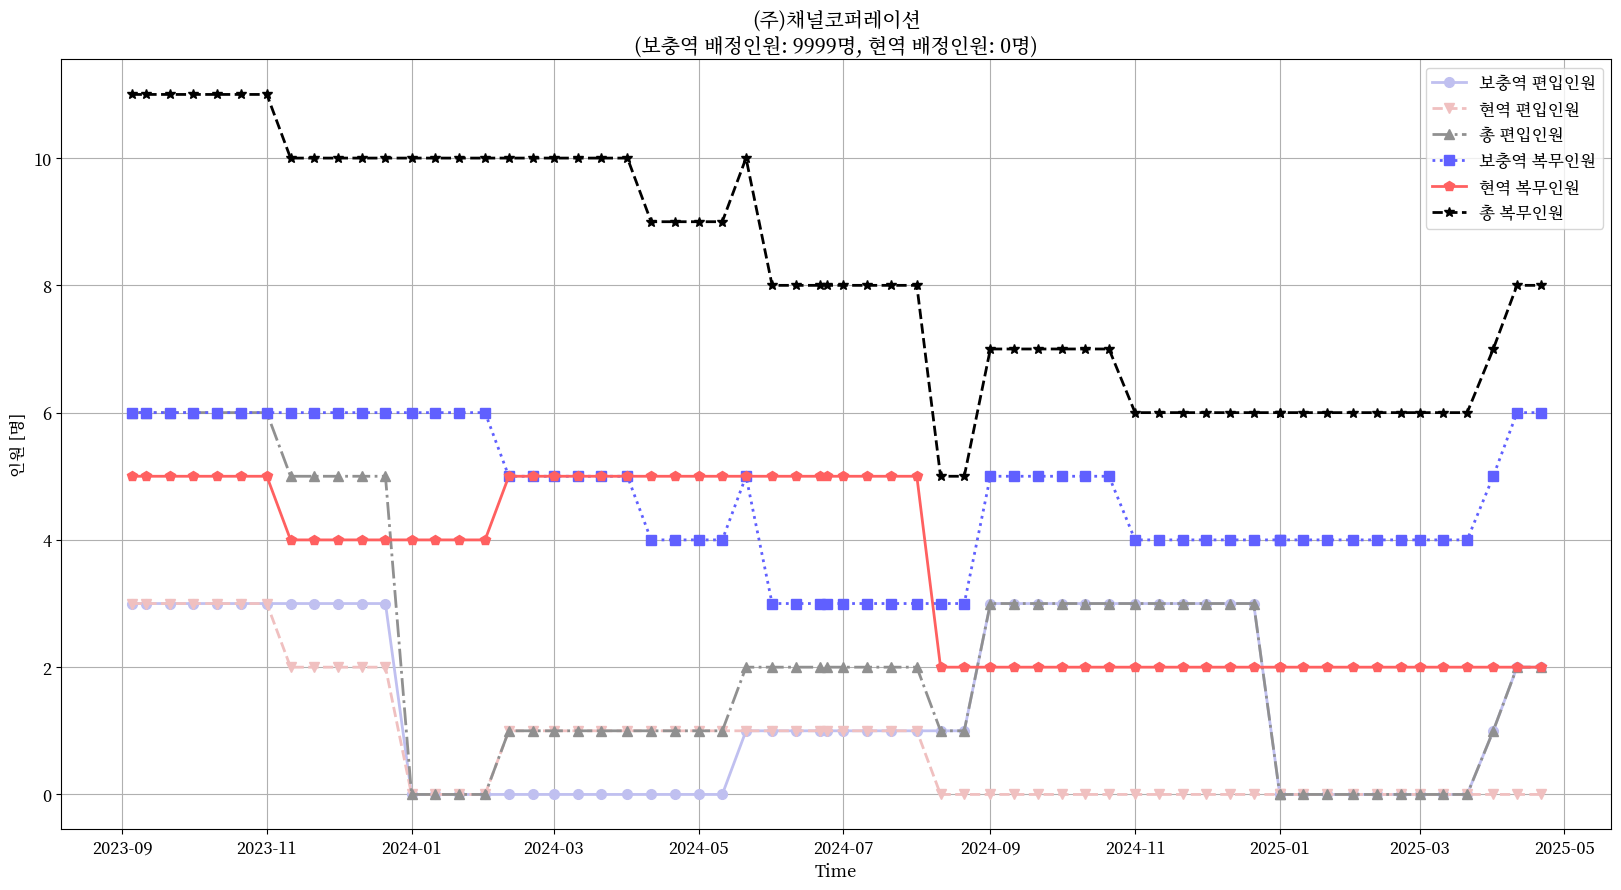 (주)채널코퍼레이션
(보충역 배정인원: 9999명, 현역 배정인원: 0명)
보충역 편입인원
현역 편입인원
총 편입인원
보충역 복무인원
현역 복무인원
총 복무인원
인원 [명]
10
8
6
4
2
0
2023-09 2023-11 2024-01 2024-03 2024-05 2024-07 2024-09 2024-11 2025-01 2025-03 2025-05
Time